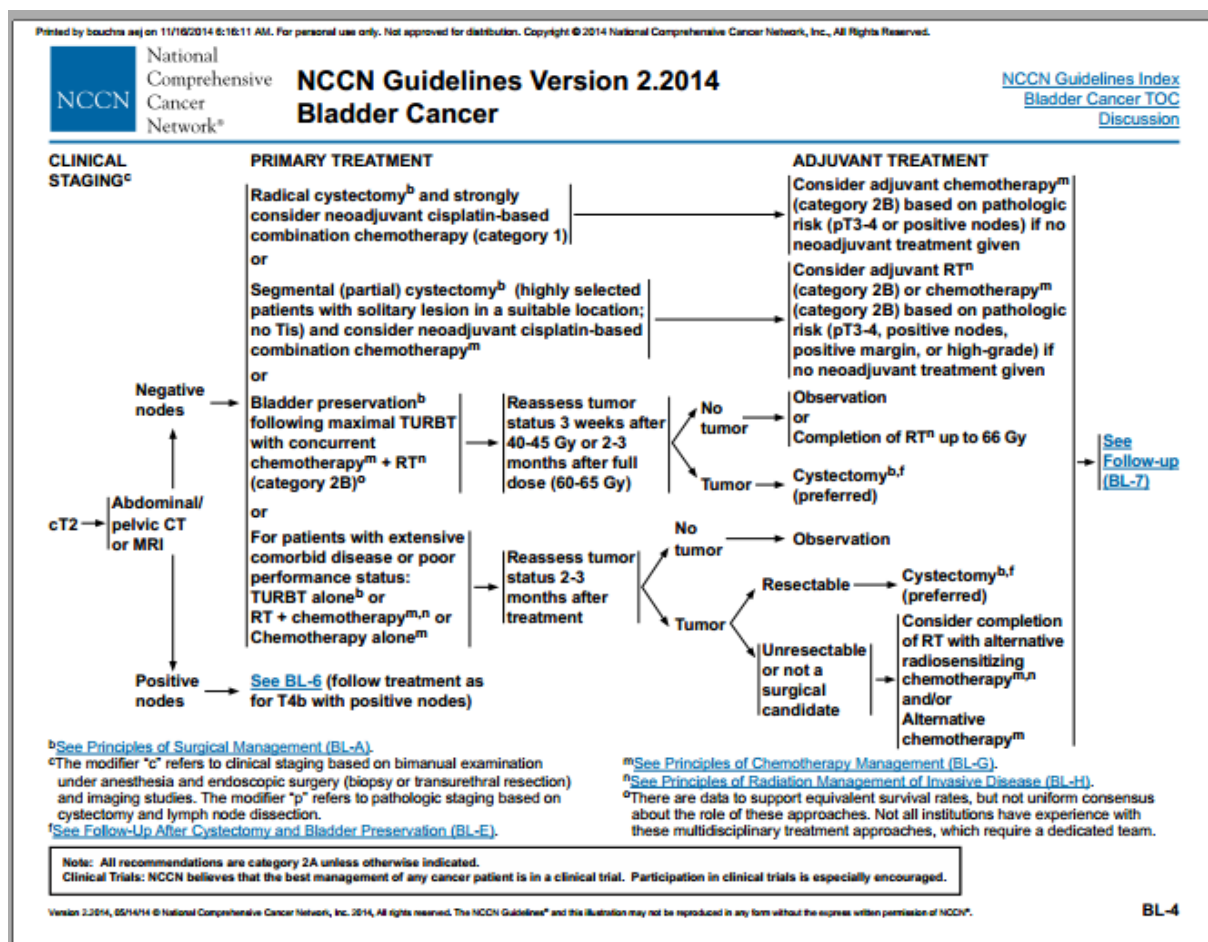 Printed by bouchra aej on 11/16/2014 6:16:11 AM. For personal use only. Not approved for distribution. Copyright © 2014 National Comprehensive Cancer Network, Inc., All Rights Reserved.
NCCN
National
Comprehensive
Cancer
Network®
NCCN Guidelines Version 2.2014
Bladder Cancer
NCCN Guidelines Index
Bladder Cancer TOC
Discussion
CLINICAL
STAGINGᶜ
PRIMARY TREATMENT
ADJUVANT TREATMENT
cT2
Abdominal/
pelvic CT
or MRI
Negative
nodes
Radical cystectomyᵇ and strongly
consider neoadjuvant cisplatin-based
combination chemotherapy (category 1)
Consider adjuvant chemotherapyᵐ
(category 2B) based on pathologic
risk (pT3-4 or positive nodes) if no
neoadjuvant treatment given
or
Segmental (partial) cystectomyᵇ (highly selected
patients with solitary lesion in a suitable location;
no Tis) and consider neoadjuvant cisplatin-based
combination chemotherapyᵐ
Consider adjuvant RTⁿ
(category 2B) or chemotherapyᵐ
(category 2B) based on pathologic
risk (pT3-4, positive nodes,
positive margin, or high-grade) if
no neoadjuvant treatment given
or
Bladder preservationᵇ
following maximal TURBT
with concurrent
chemotherapyᵐ + RTⁿ
(category 2B)ᵒ
Reassess tumor
status 3 weeks after
40-45 Gy or 2-3
months after full
dose (60-65 Gy)
No
tumor
Observation
or
Completion of RTⁿ up to 66 Gy
Tumor
Cystectomyᵇ,ᶠ
(preferred)
or
For patients with extensive
comorbid disease or poor
performance status:
TURBT aloneᵇ or
RT + chemotherapyᵐ,ⁿ or
Chemotherapy aloneᵐ
Reassess tumor
status 2-3
months after
treatment
No
tumor
Observation
Tumor
Resectable
Cystectomyᵇ,ᶠ
(preferred)
Unresectable
or not a
surgical
candidate
Consider completion
of RT with alternative
radiosensitizing
chemotherapyᵐ,ⁿ
and/or
Alternative
chemotherapyᵐ
See
Follow-up
(BL-7)
Positive
nodes
See BL-6 (follow treatment as
for T4b with positive nodes)
ᵇSee Principles of Surgical Management (BL-A).
ᶜThe modifier “c” refers to clinical staging based on bimanual examination
under anesthesia and endoscopic surgery (biopsy or transurethral resection)
and imaging studies. The modifier “p” refers to pathologic staging based on
cystectomy and lymph node dissection.
ᶠSee Follow-Up After Cystectomy and Bladder Preservation (BL-E).
ᵐSee Principles of Chemotherapy Management (BL-G).
ⁿSee Principles of Radiation Management of Invasive Disease (BL-H).
ᵒThere are data to support equivalent survival rates, but not uniform consensus
about the role of these approaches. Not all institutions have experience with
these multidisciplinary treatment approaches, which require a dedicated team.
Note: All recommendations are category 2A unless otherwise indicated.
Clinical Trials: NCCN believes that the best management of any cancer patient is in a clinical trial. Participation in clinical trials is especially encouraged.
Version 2.2014, 05/14/14 © National Comprehensive Cancer Network, Inc. 2014, All rights reserved. The NCCN Guidelines® and this illustration may not be reproduced in any form without the express written permission of NCCN®.
BL-4